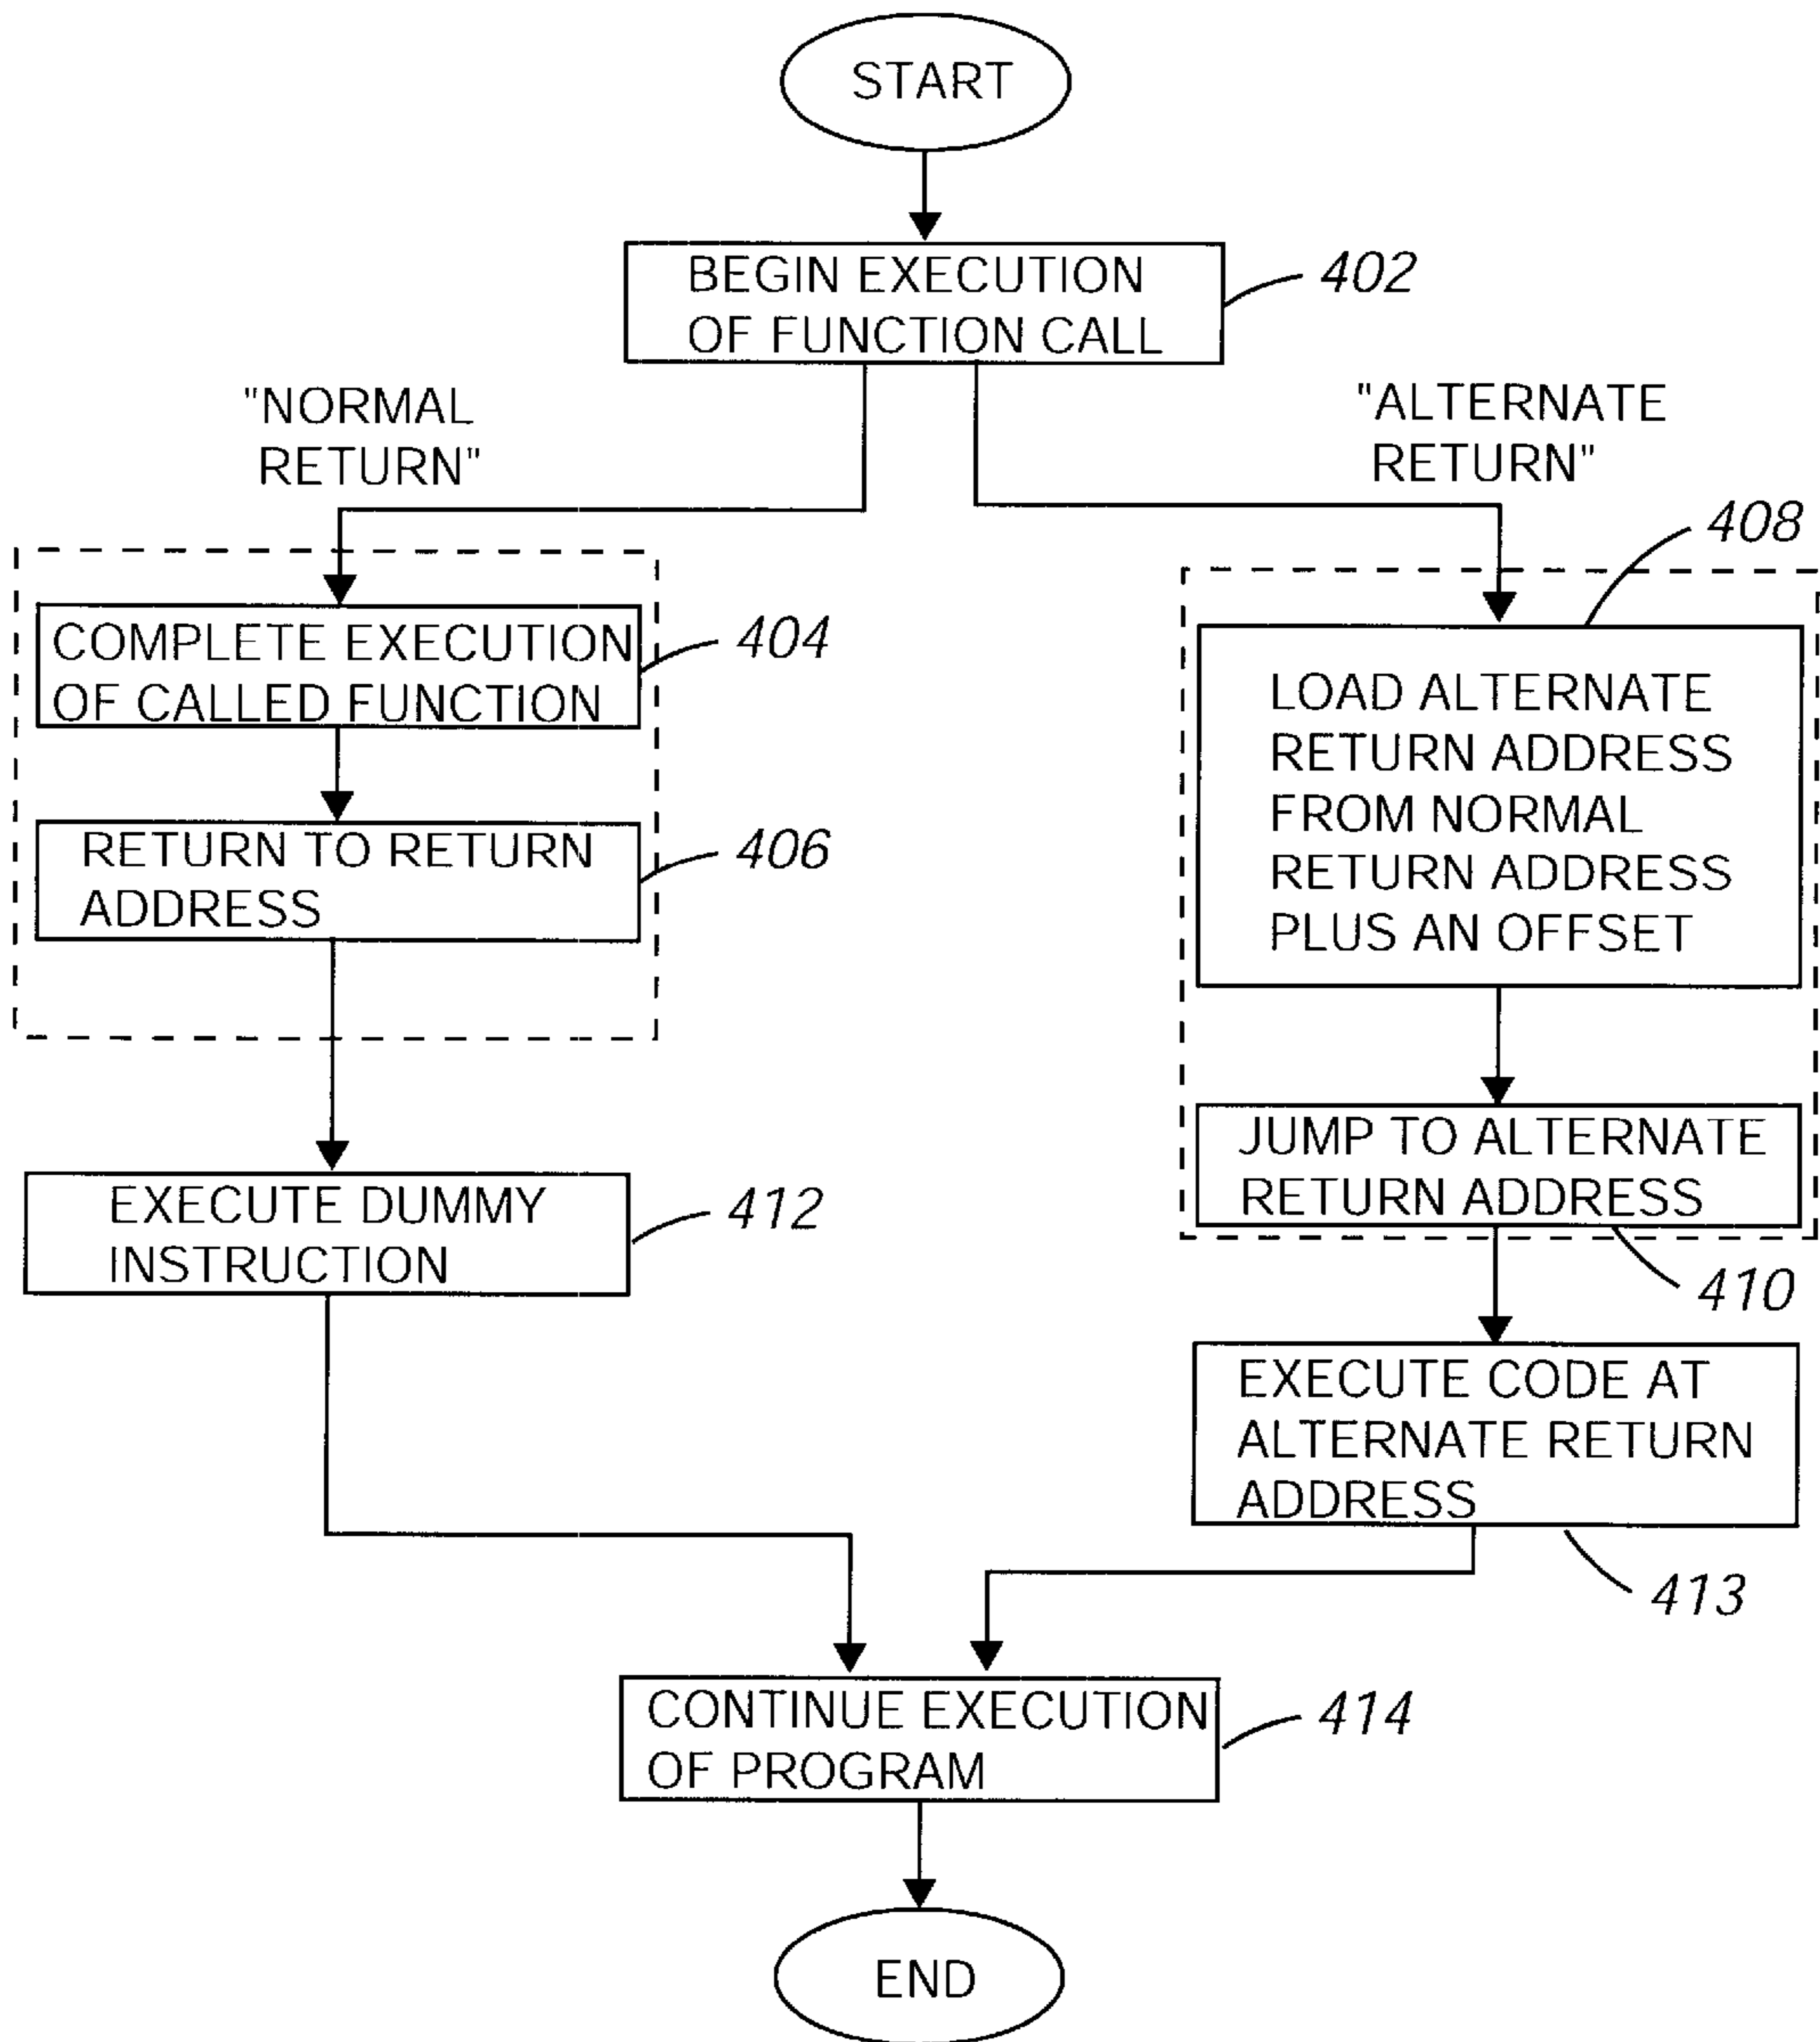 START
BEGIN EXECUTION
OF FUNCTION CALL
402
"NORMAL
RETURN"
"ALTERNATE
RETURN"
408
COMPLETE EXECUTION
OF CALLED FUNCTION
404
RETURN TO RETURN
ADDRESS
406
LOAD ALTERNATE
RETURN ADDRESS
FROM NORMAL
RETURN ADDRESS
PLUS AN OFFSET
JUMP TO ALTERNATE
RETURN ADDRESS
410
EXECUTE DUMMY
INSTRUCTION
412
EXECUTE CODE AT
ALTERNATE RETURN
ADDRESS
413
CONTINUE EXECUTION
OF PROGRAM
414
END